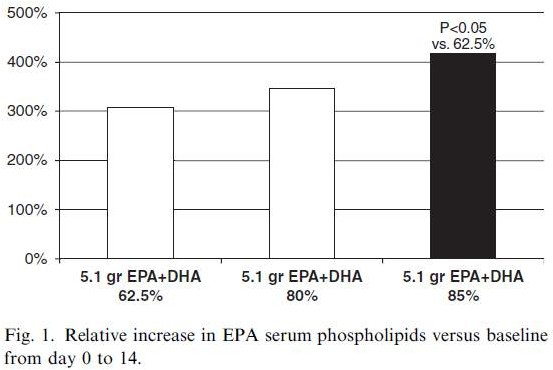 500%
400%
300%
200%
100%
0%
P<0.05
vs. 62.5%
5.1 gr EPA+DHA
62.5%
5.1 gr EPA+DHA
80%
5.1 gr EPA+DHA
85%
Fig. 1. Relative increase in EPA serum phospholipids versus baseline
from day 0 to 14.